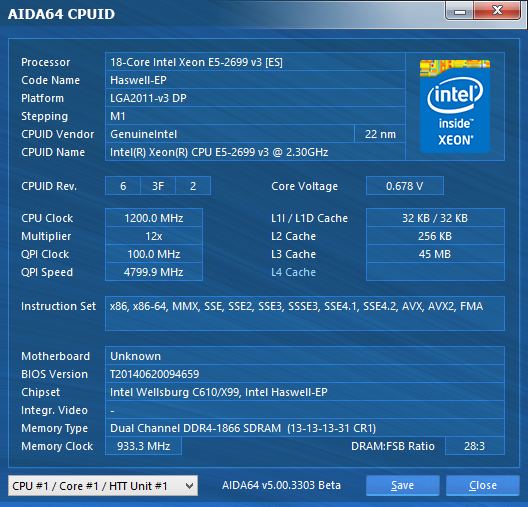 AIDA64 CPUID
Processor 18-Core Intel Xeon E5-2699 v3 [ES]
Code Name Haswell-EP
Platform LGA2011-v3 DP
Stepping M1
CPUID Vendor GenuineIntel 22 nm
CPUID Name Intel(R) Xeon(R) CPU E5-2699 v3 @ 2.30GHz
intel
inside™
XEON®
CPUID Rev. 6 3F 2 Core Voltage 0.678 V
CPU Clock 1200.0 MHz L1I / L1D Cache 32 KB / 32 KB
Multiplier 12x L2 Cache 256 KB
QPI Clock 100.0 MHz L3 Cache 45 MB
QPI Speed 4799.9 MHz L4 Cache
Instruction Set x86, x86-64, MMX, SSE, SSE2, SSE3, SSSE3, SSE4.1, SSE4.2, AVX, AVX2, FMA
Motherboard Unknown
BIOS Version T20140620094659
Chipset Intel Wellsburg C610/X99, Intel Haswell-EP
Integr. Video -
Memory Type Dual Channel DDR4-1866 SDRAM (13-13-13-31 CR1)
Memory Clock 933.3 MHz DRAM:FSB Ratio 28:3
CPU #1 / Core #1 / HTT Unit #1 AIDA64 v5.00.3303 Beta Save Close